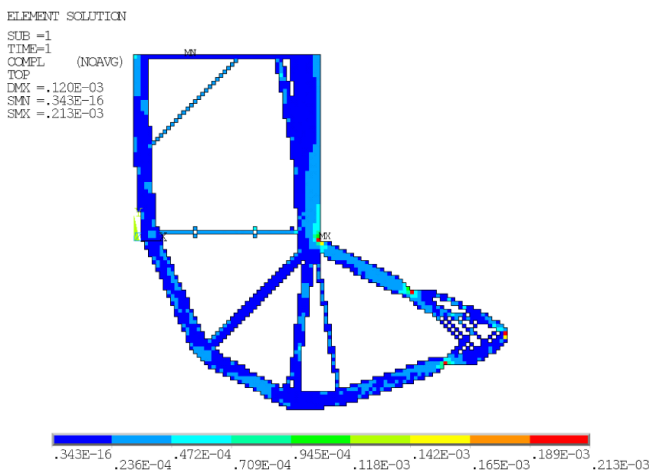 ELEMENT SOLUTION
SUB =1
TIME=1
COMPL (NOAVG)
TOP
DMX =.120E-03
SMN =.343E-16
SMX =.213E-03
MN
MX
.343E-16 .472E-04 .945E-04 .142E-03 .189E-03
.236E-04 .709E-04 .118E-03 .165E-03 .213E-03